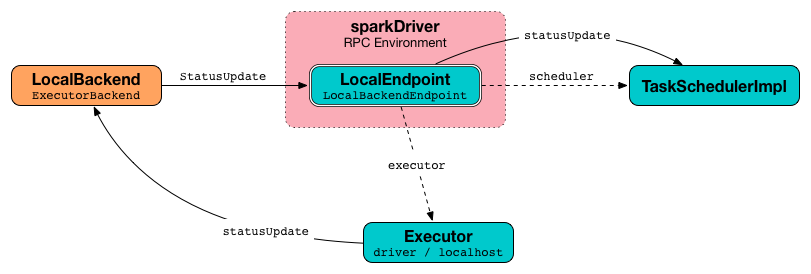 sparkDriver
RPC Environment
statusUpdate
LocalBackend
ExecutorBackend
StatusUpdate
LocalEndpoint
LocalBackendEndpoint
scheduler
TaskSchedulerImpl
executor
statusUpdate
Executor
driver / localhost